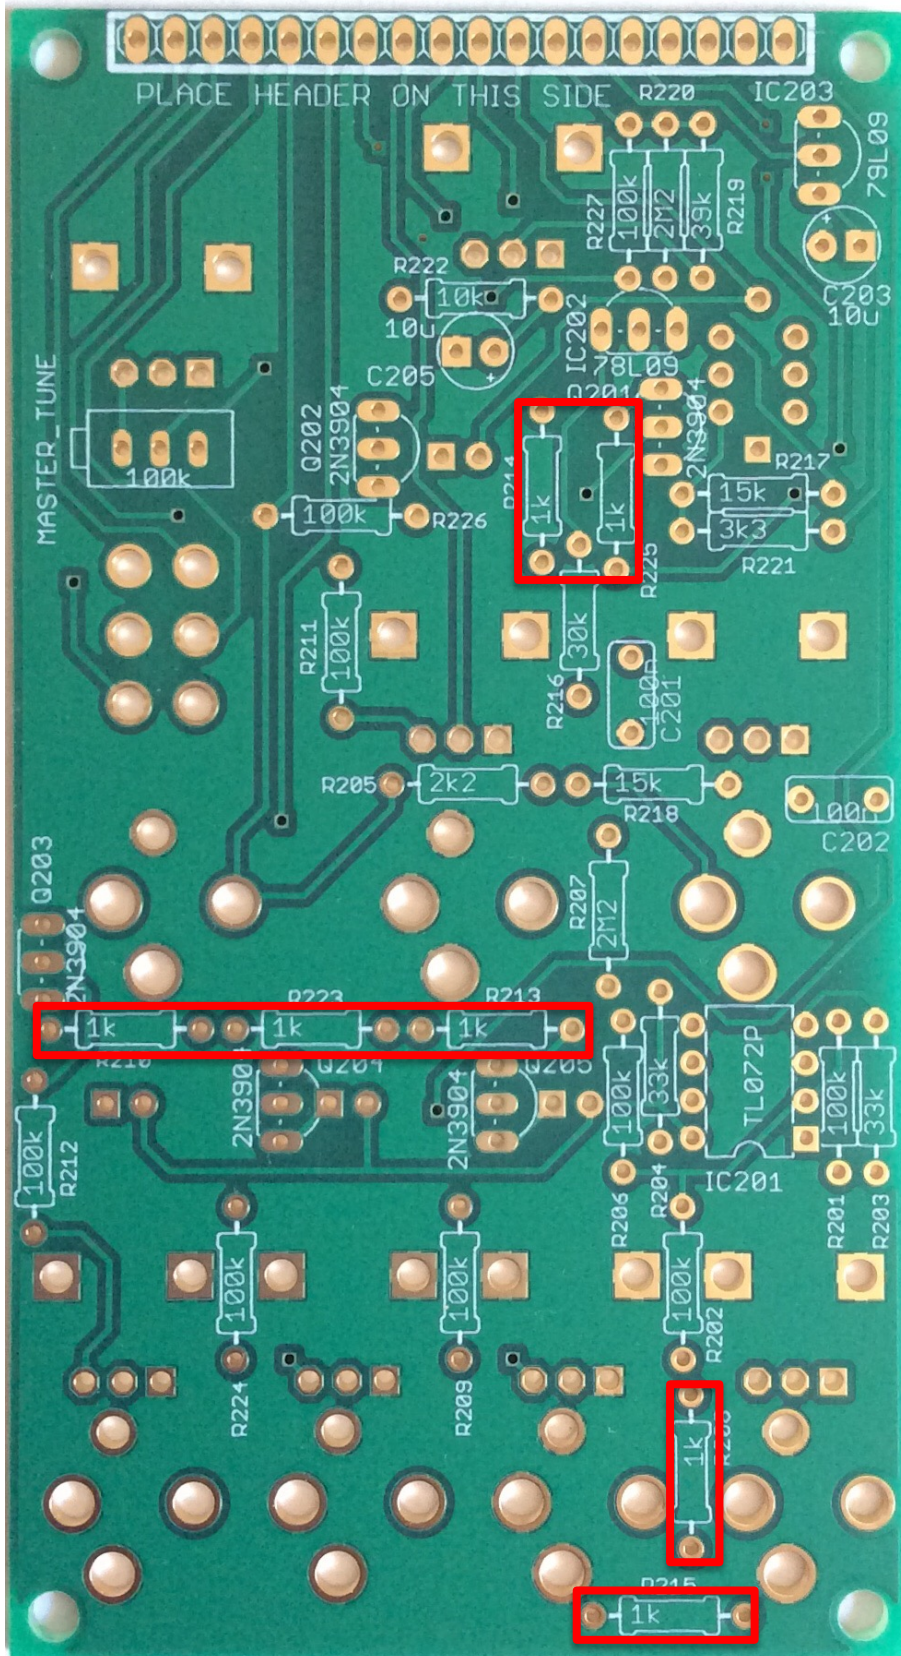 PLACE HEADER ON THIS SIDE
R220
IC203
79L09
R227
100k
2M2
39k
R219
C203
10u
R222
10k
10u
C205
IC202
78L09
MASTER_TUNE
100k
Q202
2N3904
Q201
2N3904
R214
1k
1k
R225
R217
15k
3k3
R221
100k
R226
R211
100k
30k
R216
100n
C201
R205
2k2
15k
R218
100n
C202
Q203
2N3904
R207
2M2
R223
R213
1k
1k
1k
R210
2N3904
Q204
2N3904
Q205
100k
33k
R206
R204
TL072P
IC201
100k
33k
R201
R203
100k
R212
100k
R224
100k
R209
100k
R202
1k
R215
1k